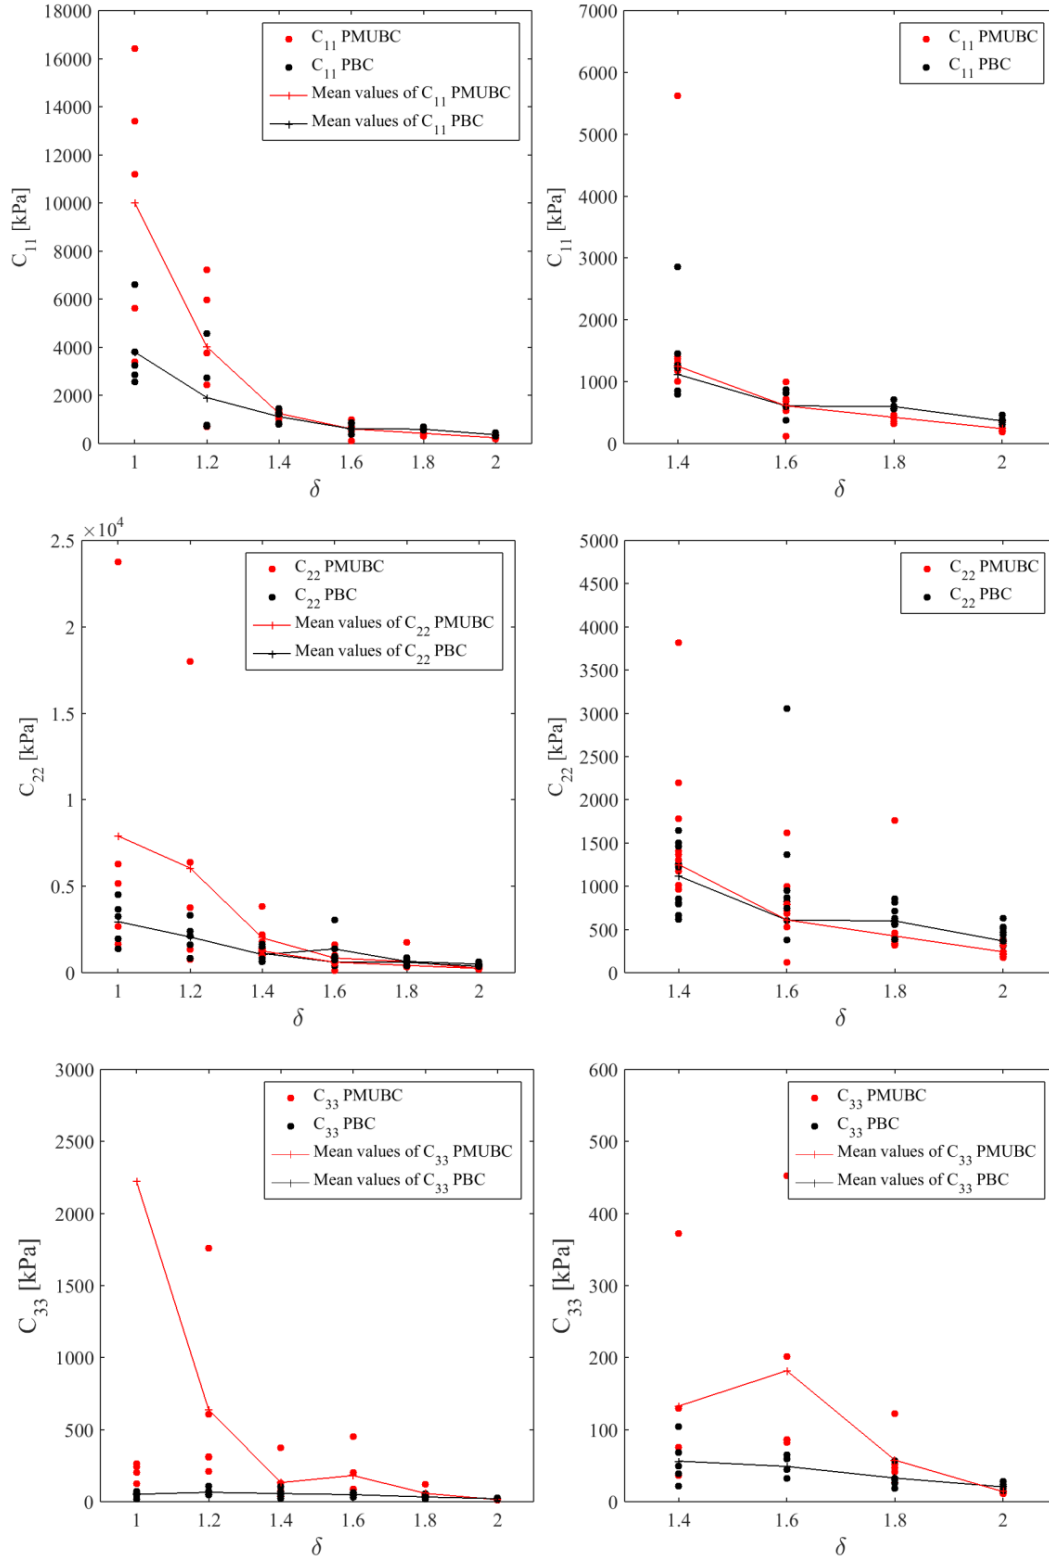 18000
16000
14000
12000
10000
8000
6000
4000
2000
0
C11 [kPa]
1 1.2 1.4 1.6 1.8 2
δ
C11 PMUBC
C11 PBC
Mean values of C11 PMUBC
Mean values of C11 PBC
7000
6000
5000
4000
3000
2000
1000
0
C11 [kPa]
1.4 1.6 1.8 2
δ
C11 PMUBC
C11 PBC
×10^4
2.5
2
1.5
1
0.5
0
C22 [kPa]
1 1.2 1.4 1.6 1.8 2
δ
C22 PMUBC
C22 PBC
Mean values of C22 PMUBC
Mean values of C22 PBC
5000
4500
4000
3500
3000
2500
2000
1500
1000
500
0
C22 [kPa]
1.4 1.6 1.8 2
δ
C22 PMUBC
C22 PBC
3000
2500
2000
1500
1000
500
0
C33 [kPa]
1 1.2 1.4 1.6 1.8 2
δ
C33 PMUBC
C33 PBC
Mean values of C33 PMUBC
Mean values of C33 PBC
600
500
400
300
200
100
0
C33 [kPa]
1.4 1.6 1.8 2
δ
C33 PMUBC
C33 PBC
Mean values of C33 PMUBC
Mean values of C33 PBC